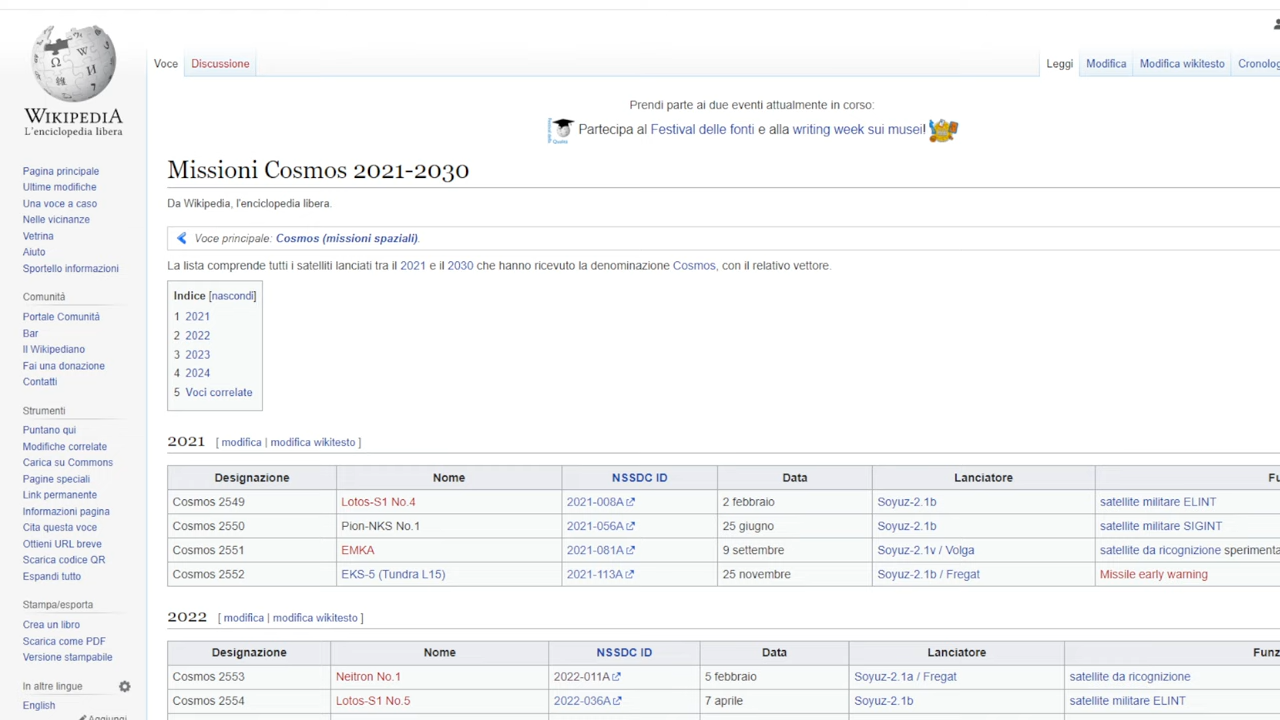 WIKIPEDIA
L'enciclopedia libera
Voce Discussione Leggi Modifica Modifica wikitesto
Prendi parte ai due eventi attualmente in corso:
Partecipa al Festival delle fonti e alla writing week sui musei!
Missioni Cosmos 2021-2030
Da Wikipedia, l'enciclopedia libera.
Voce principale: Cosmos (missioni spaziali).
La lista comprende tutti i satelliti lanciati tra il 2021 e il 2030 che hanno ricevuto la denominazione Cosmos, con il relativo vettore.
Indice [nascondi]
1 2021
2 2022
3 2023
4 2024
5 Voci correlate
2021 [ modifica | modifica wikitesto ]
Designazione Nome NSSDC ID Data Lanciatore
Cosmos 2549 Lotos-S1 No.4 2021-008A 2 febbraio Soyuz-2.1b satellite militare ELINT
Cosmos 2550 Pion-NKS No.1 2021-056A 25 giugno Soyuz-2.1b satellite militare SIGINT
Cosmos 2551 EMKA 2021-081A 9 settembre Soyuz-2.1v / Volga satellite da ricognizione
Cosmos 2552 EKS-5 (Tundra L15) 2021-113A 25 novembre Soyuz-2.1b / Fregat Missile early warning
2022 [ modifica | modifica wikitesto ]
Designazione Nome NSSDC ID Data Lanciatore
Cosmos 2553 Neitron No.1 2022-011A 5 febbraio Soyuz-2.1a / Fregat satellite da ricognizione
Cosmos 2554 Lotos-S1 No.5 2022-036A 7 aprile Soyuz-2.1b satellite militare ELINT
Pagina principale
Ultime modifiche
Una voce a caso
Nelle vicinanze
Vetrina
Aiuto
Sportello informazioni
Comunità
Portale Comunità
Bar
Il Wikipediano
Fai una donazione
Contatti
Strumenti
Puntano qui
Modifiche correlate
Carica su Commons
Pagine speciali
Link permanente
Informazioni pagina
Cita questa voce
Ottieni URL breve
Scarica codice QR
Espandi tutto
Stampa/esporta
Crea un libro
Scarica come PDF
Versione stampabile
In altre lingue
English